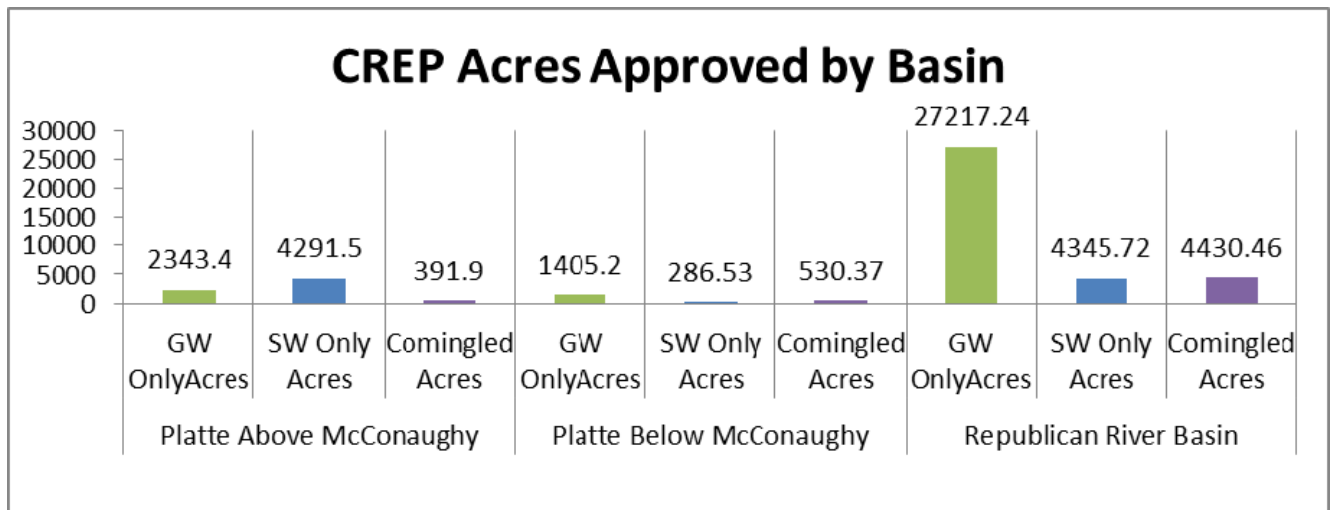 CREP Acres Approved by Basin
30000
25000
20000
15000
10000
5000
0
2343.4
4291.5
391.9
1405.2
286.53
530.37
27217.24
4345.72
4430.46
GW
OnlyAcres
SW Only
Acres
Comingled
Acres
GW
OnlyAcres
SW Only
Acres
Comingled
Acres
GW
OnlyAcres
SW Only
Acres
Comingled
Acres
Platte Above McConaughy
Platte Below McConaughy
Republican River Basin